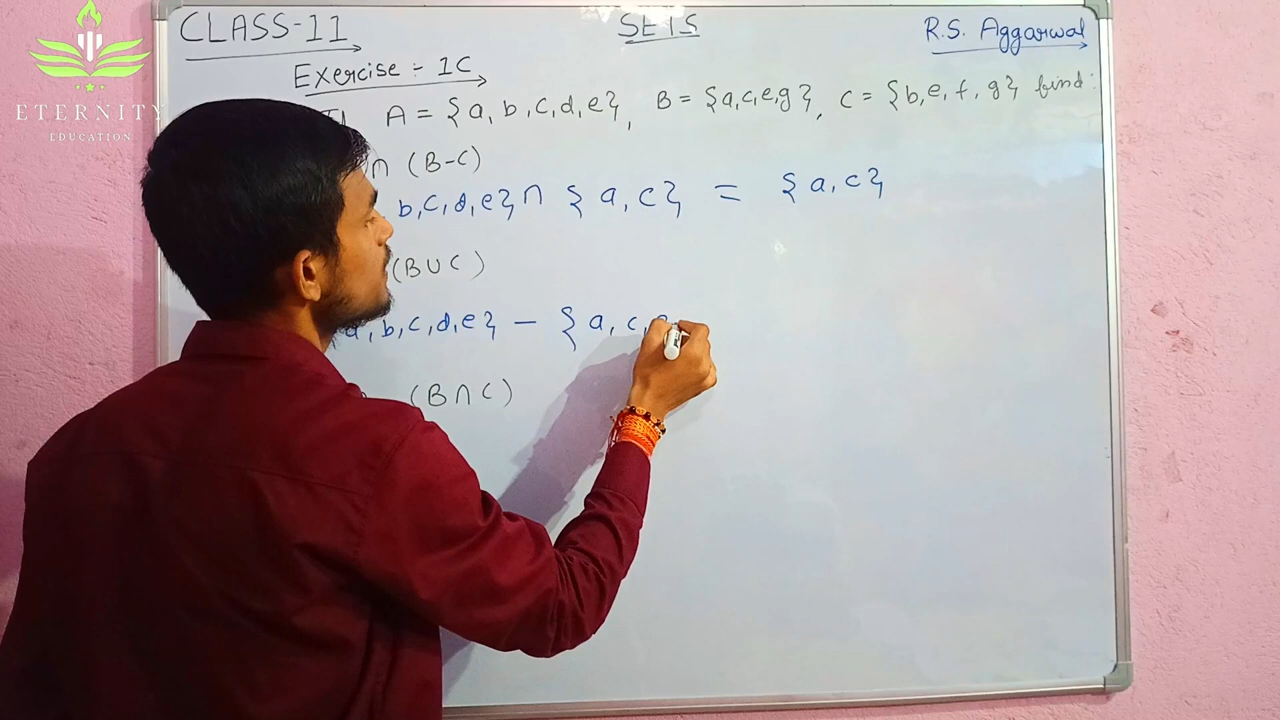 CLASS-11 SETS R.S. Aggarwal
Exercise :- 1C
ETERNITY
EDUCATION
A = {a, b, c, d, e}, B = {a, c, e, g}, C = {b, e, f, g} find:
∩ (B-C)
b, c, d, e} ∩ {a, c} = {a, c}
(B∪C)
a, b, c, d, e} - {a, c,
(B∩C)